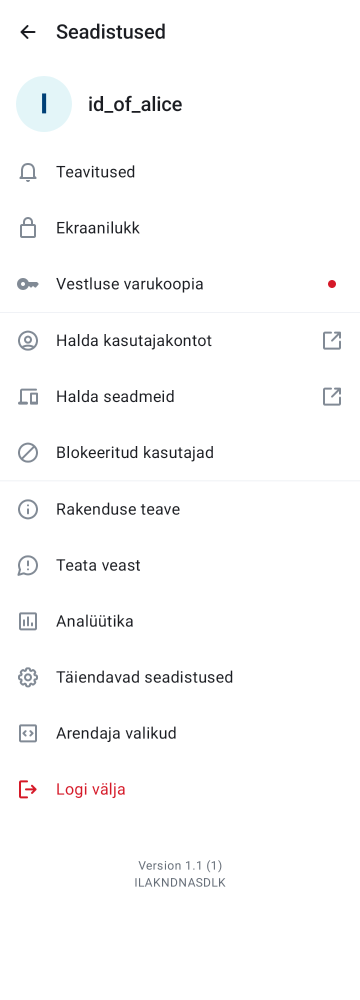 Seadistused
I
id_of_alice
Teavitused
Ekraanilukk
Vestluse varukoopia
Halda kasutajakontot
Halda seadmeid
Blokeeritud kasutajad
Rakenduse teave
Teata veast
Analüütika
Täiendavad seadistused
Arendaja valikud
Logi välja
Version 1.1 (1)
ILAKNDNASDLK